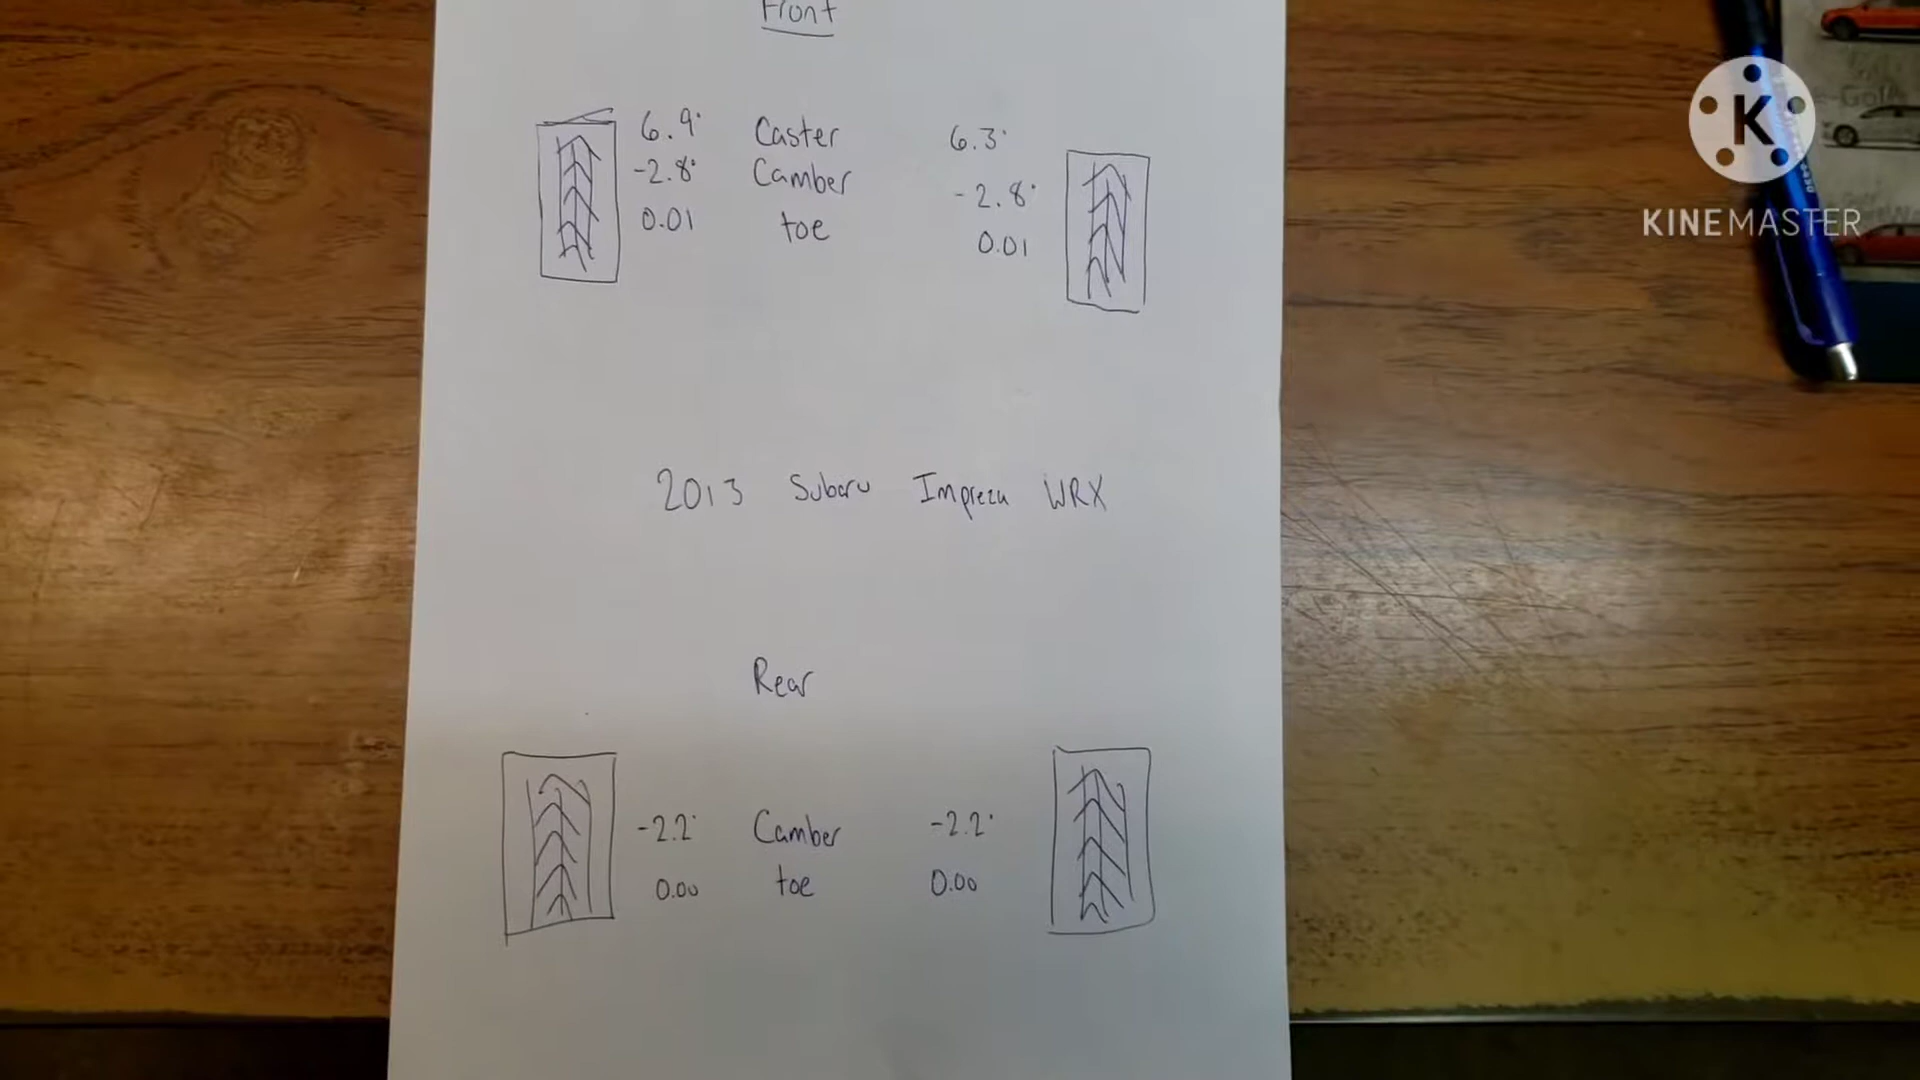 Front
6.9° Caster 6.3°
-2.8° Camber -2.8°
0.01 toe 0.01
2013 Subaru Impreza WRX
Rear
-2.2° Camber -2.2°
0.00 toe 0.00
K
KINEMASTER
Golf